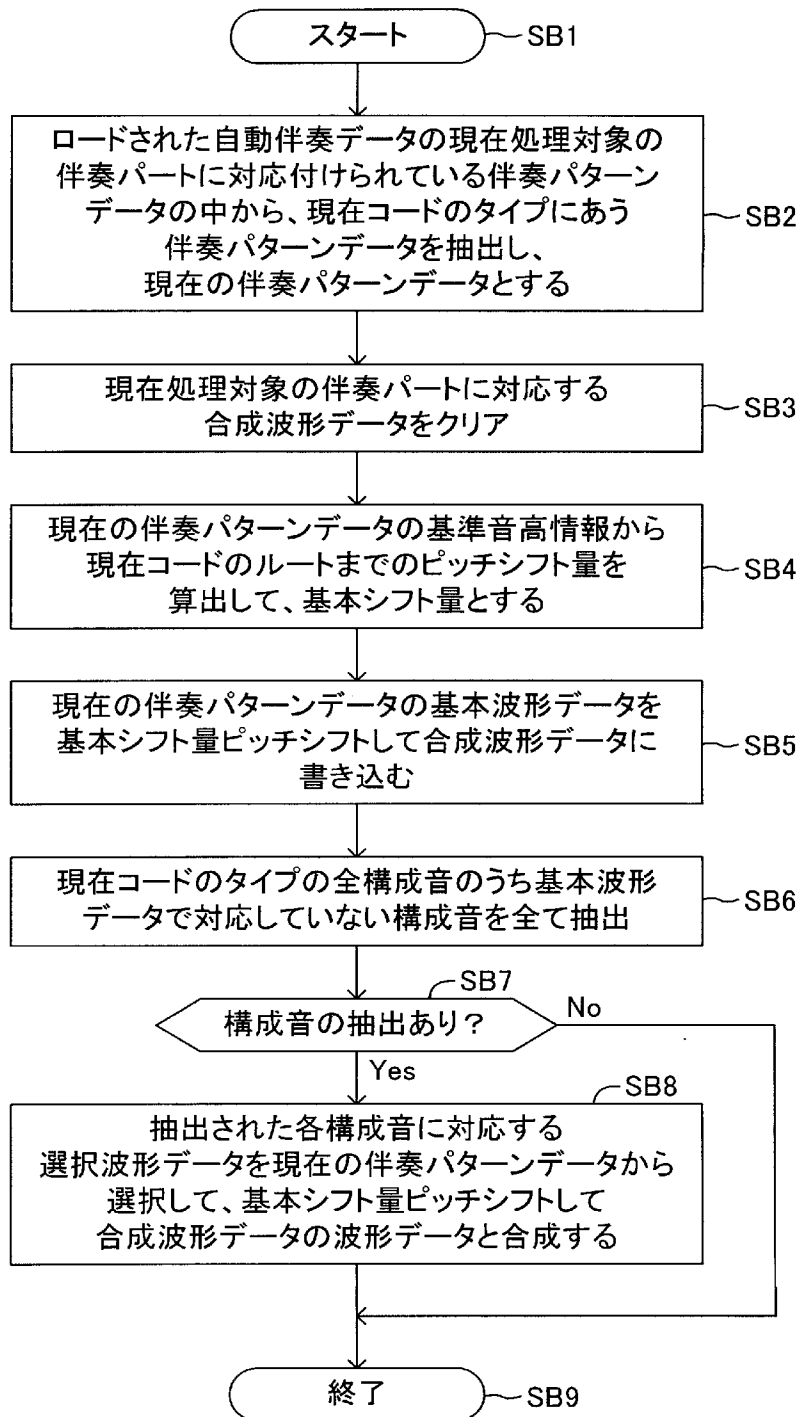 スタート
SB1
ロードされた自動伴奏データの現在処理対象の
伴奏パートに対応付けられている伴奏パターン
データの中から、現在コードのタイプにあう
伴奏パターンデータを抽出し、
現在の伴奏パターンデータとする
SB2
現在処理対象の伴奏パートに対応する
合成波形データをクリア
SB3
現在の伴奏パターンデータの基準音高情報から
現在コードのルートまでのピッチシフト量を
算出して、基本シフト量とする
SB4
現在の伴奏パターンデータの基本波形データを
基本シフト量ピッチシフトして合成波形データに
書き込む
SB5
現在コードのタイプの全構成音のうち基本波形
データで対応していない構成音を全て抽出
SB6
SB7
構成音の抽出あり?
No
Yes
SB8
抽出された各構成音に対応する
選択波形データを現在の伴奏パターンデータから
選択して、基本シフト量ピッチシフトして
合成波形データの波形データと合成する
終了
SB9